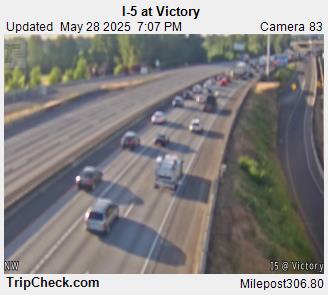 I-5 at Victory
Updated May 28 2025 7:07 PM Camera 83
NW I5 @ Victory
TripCheck.com Milepost306.80